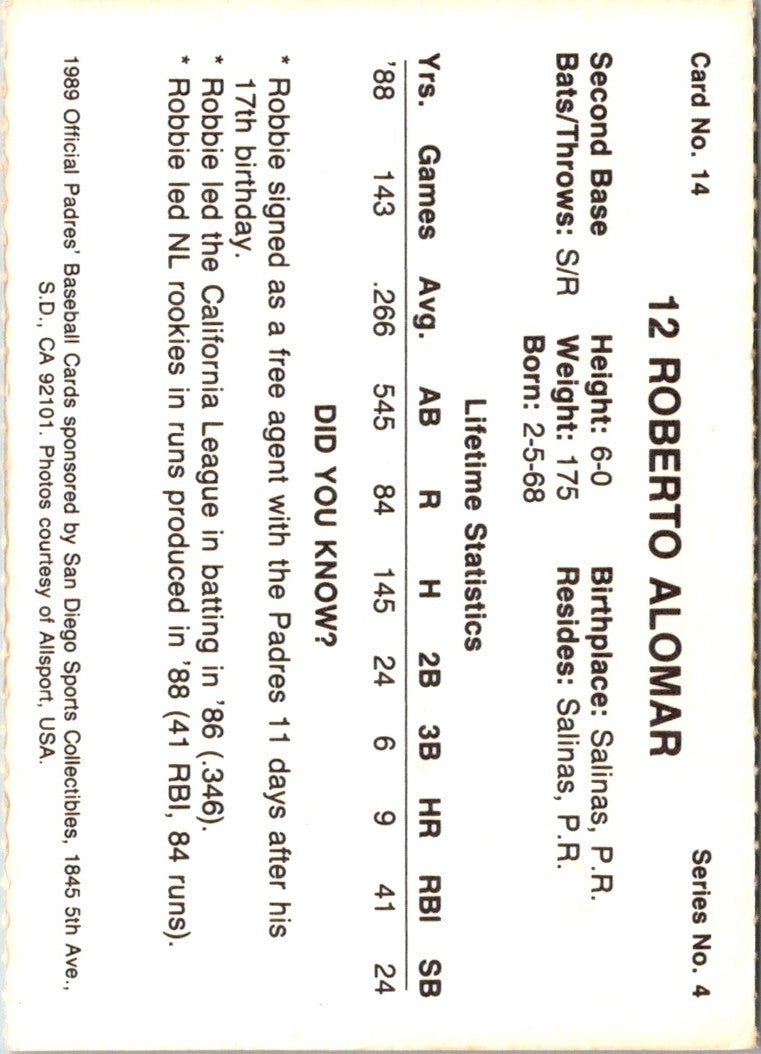 Card No. 14 Series No. 4
12 ROBERTO ALOMAR
Second Base Height: 6-0 Birthplace: Salinas, P.R.
Bats/Throws: S/R Weight: 175 Resides: Salinas, P.R.
Born: 2-5-68
Lifetime Statistics
Yrs. Games Avg. AB R H 2B 3B HR RBI SB
'88 143 .266 545 84 145 24 6 9 41 24
DID YOU KNOW?
* Robbie signed as a free agent with the Padres 11 days after his
17th birthday.
* Robbie led the California League in batting in '86 (.346).
* Robbie led NL rookies in runs produced in '88 (41 RBI, 84 runs).
1989 Official Padres' Baseball Cards sponsored by San Diego Sports Collectibles, 1845 5th Ave.,
S.D., CA 92101. Photos courtesy of Allsport, USA.